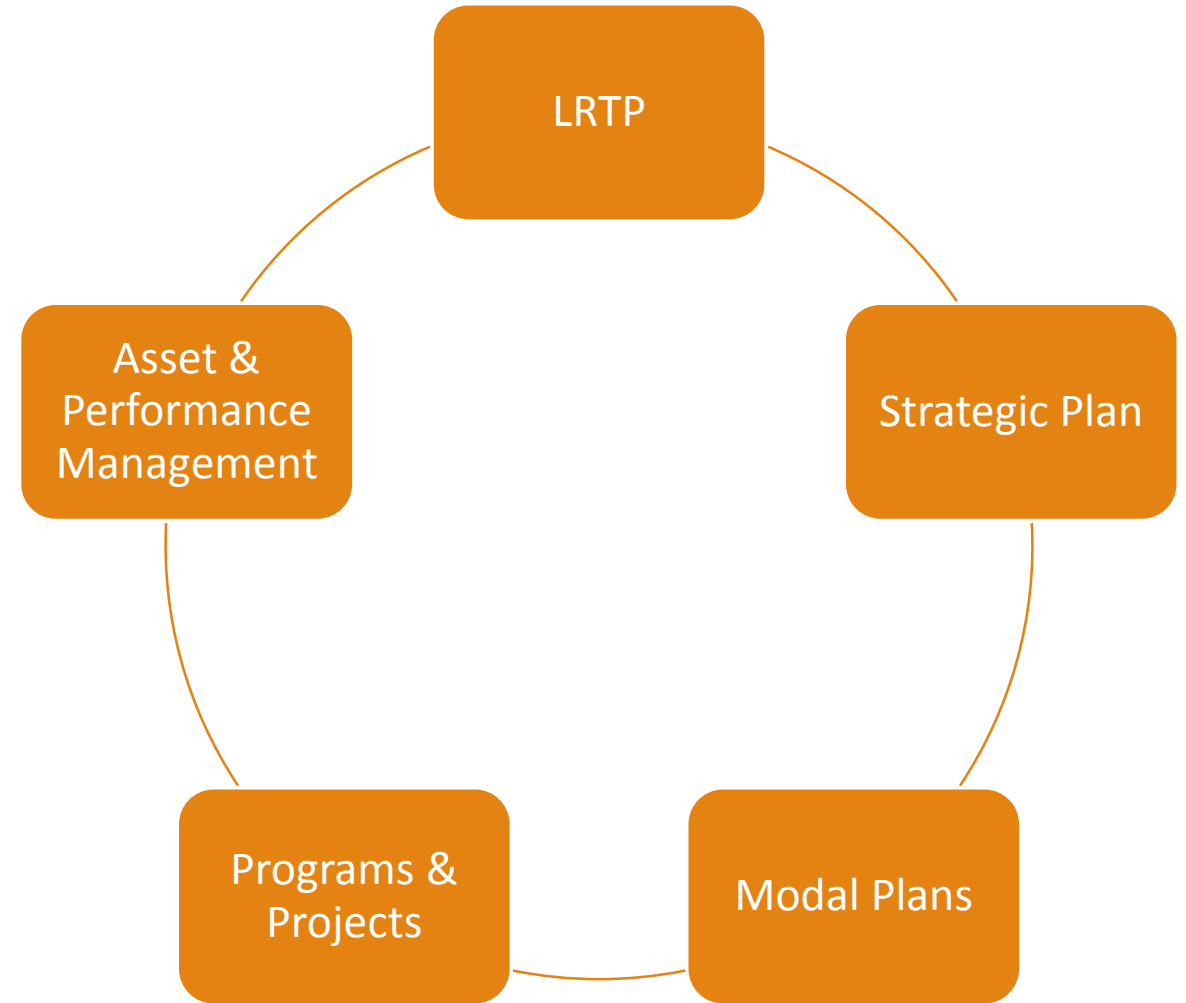 LRTP
Strategic Plan
Modal Plans
Programs &
Projects
Asset &
Performance
Management